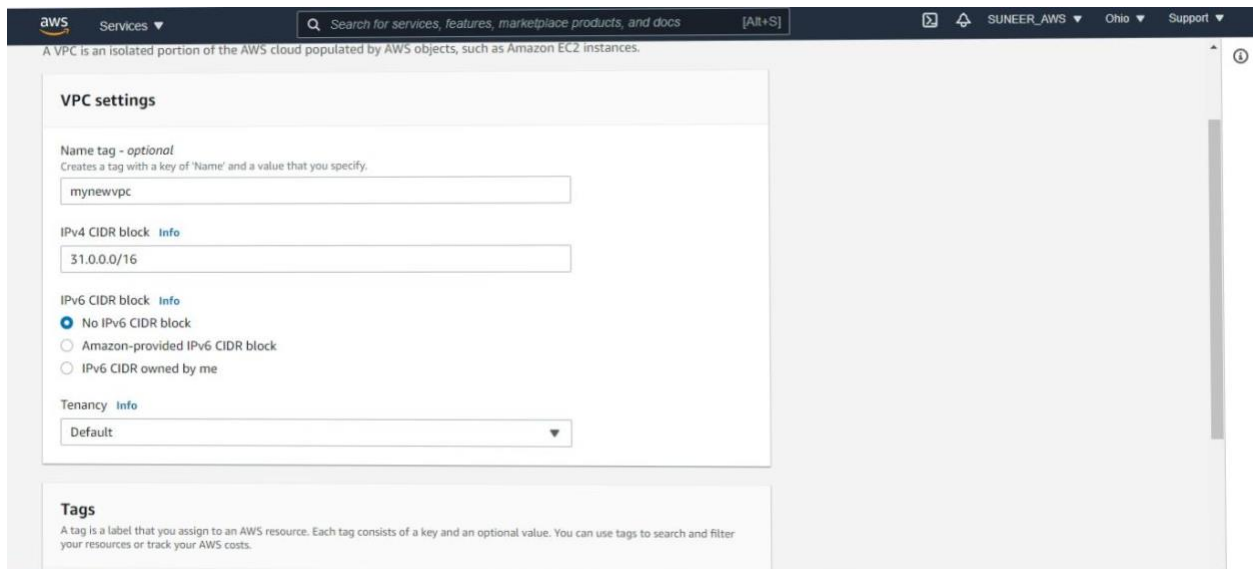 aws Services ▼ Search for services, features, marketplace products, and docs [Alt+S] SUNEER_AWS ▼ Ohio ▼ Support ▼
A VPC is an isolated portion of the AWS cloud populated by AWS objects, such as Amazon EC2 instances.
VPC settings
Name tag - optional
Creates a tag with a key of 'Name' and a value that you specify.
mynewvpc
IPv4 CIDR block Info
31.0.0.0/16
IPv6 CIDR block Info
No IPv6 CIDR block
Amazon-provided IPv6 CIDR block
IPv6 CIDR owned by me
Tenancy Info
Default
Tags
A tag is a label that you assign to an AWS resource. Each tag consists of a key and an optional value. You can use tags to search and filter
your resources or track your AWS costs.